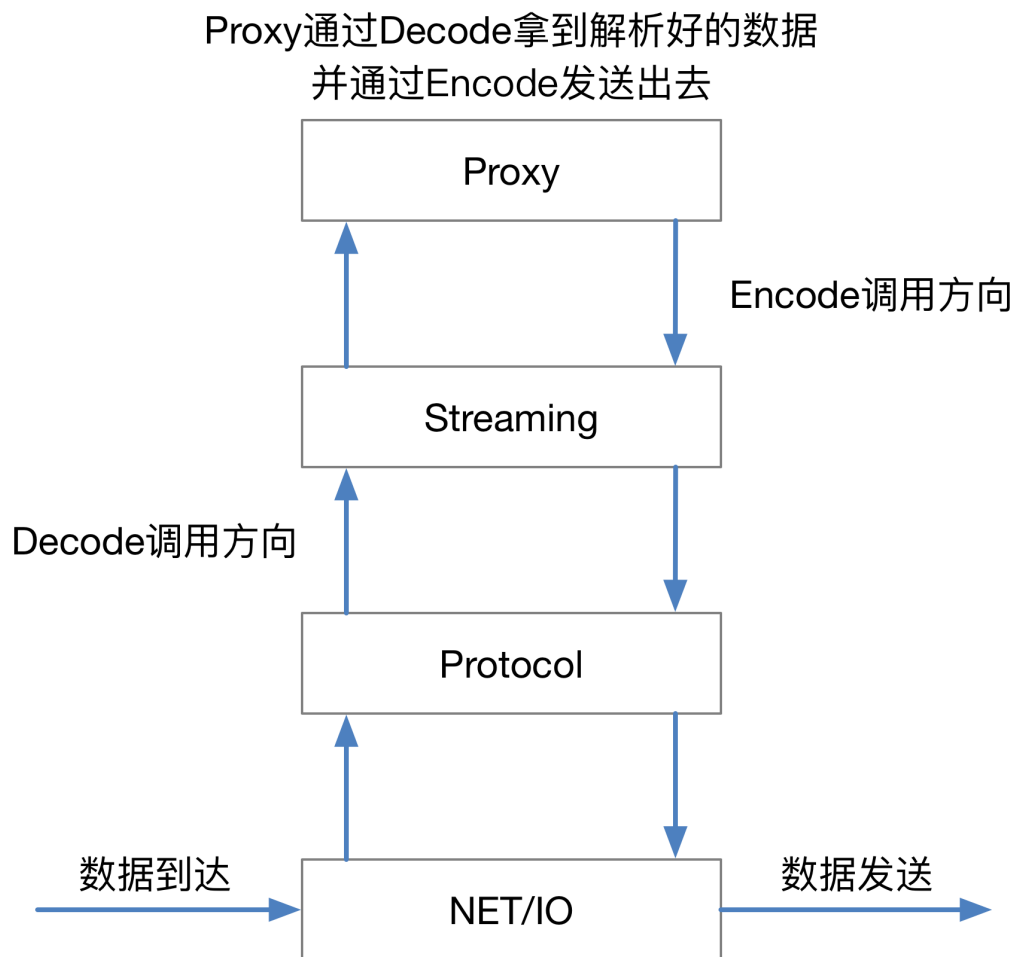 Proxy通过Decode拿到解析好的数据
并通过Encode发送出去
Proxy
Encode调用方向
Streaming
Decode调用方向
Protocol
数据到达
数据发送
NET/IO